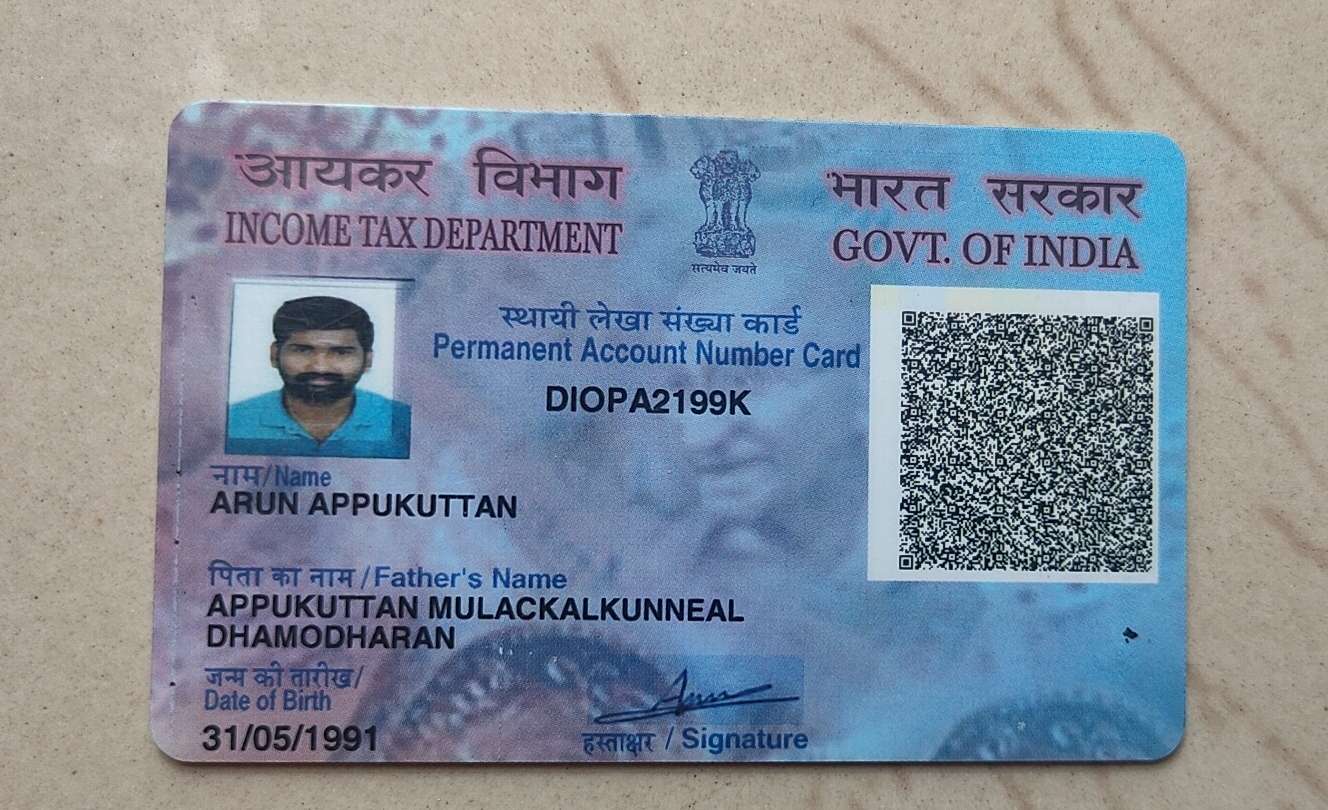 आयकर विभाग
INCOME TAX DEPARTMENT
सत्यमेव जयते
भारत सरकार
GOVT. OF INDIA
स्थायी लेखा संख्या कार्ड
Permanent Account Number Card
DIOPA2199K
नाम/Name
ARUN APPUKUTTAN
पिता का नाम/Father's Name
APPUKUTTAN MULACKALKUNNEAL
DHAMODHARAN
जन्म की तारीख/
Date of Birth
31/05/1991
हस्ताक्षर / Signature